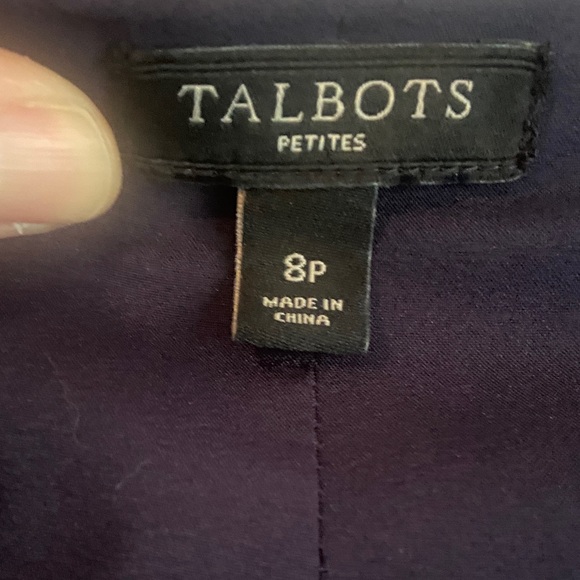 TALBOTS
PETITES
8P
MADE IN
CHINA